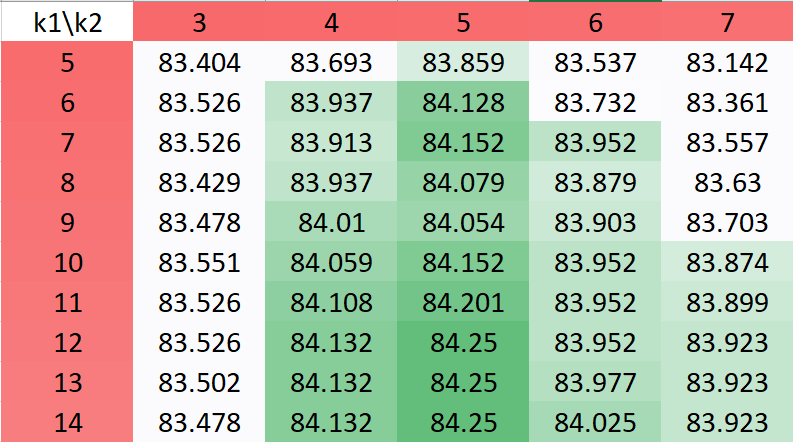 k1\k2 3 4 5 6 7
5 83.404 83.693 83.859 83.537 83.142
6 83.526 83.937 84.128 83.732 83.361
7 83.526 83.913 84.152 83.952 83.557
8 83.429 83.937 84.079 83.879 83.63
9 83.478 84.01 84.054 83.903 83.703
10 83.551 84.059 84.152 83.952 83.874
11 83.526 84.108 84.201 83.952 83.899
12 83.526 84.132 84.25 83.952 83.923
13 83.502 84.132 84.25 83.977 83.923
14 83.478 84.132 84.25 84.025 83.923